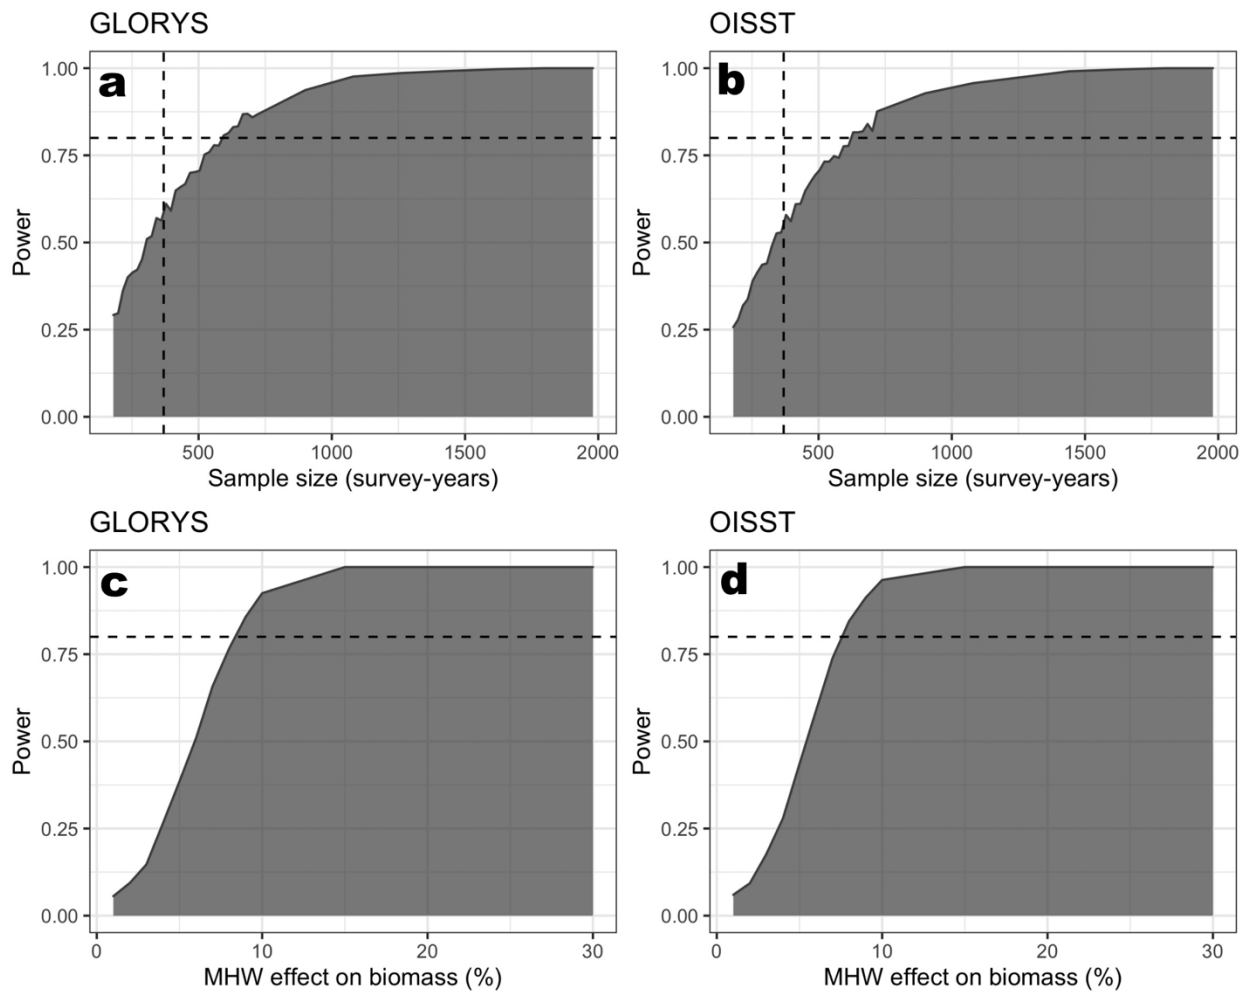 GLORYS
a
1.00
0.75
0.50
0.25
0.00
Power
500
1000
1500
2000
Sample size (survey-years)
OISST
b
1.00
0.75
0.50
0.25
0.00
Power
500
1000
1500
2000
Sample size (survey-years)
GLORYS
c
1.00
0.75
0.50
0.25
0.00
Power
0
10
20
30
MHW effect on biomass (%)
OISST
d
1.00
0.75
0.50
0.25
0.00
Power
0
10
20
30
MHW effect on biomass (%)